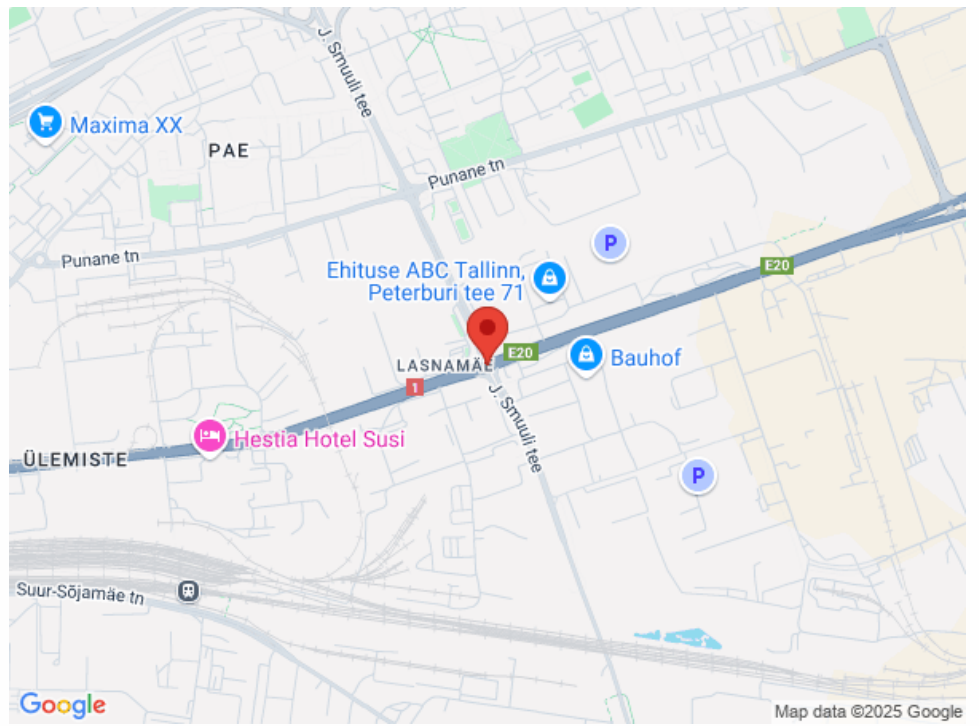 J. Smuuli tee
Maxima XX
PAE
Punane tn
Punane tn
P
E20
Ehituse ABC Tallinn,
Peterburi tee 71
E20
LASNAMÄE
Bauhof
1
J. Smuuli tee
Hestia Hotel Susi
ÜLEMISTE
P
Suur-Sõjamäe tn
Google
Map data ©2025 Google